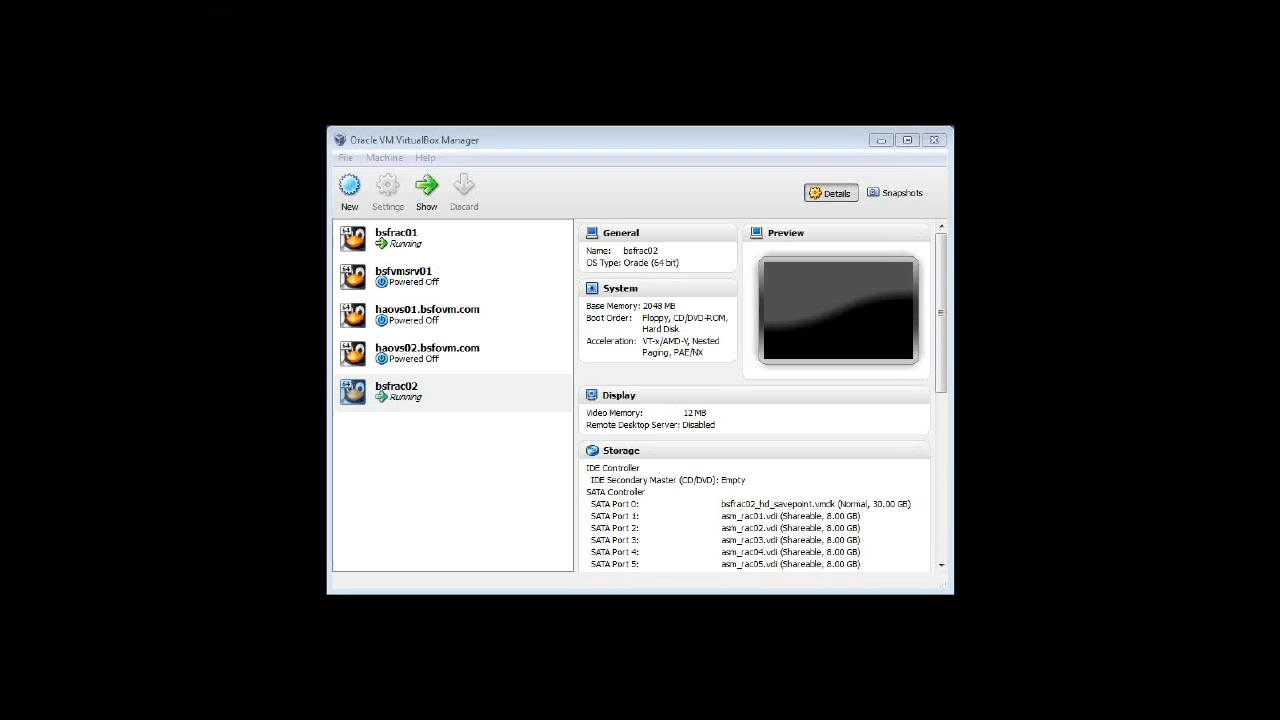 Oracle VM VirtualBox Manager
File Machine Help
New Settings Show Discard
Details Snapshots
64 bsfrac01
Running
64 bsfvmsrv01
Powered Off
64 haovs01.bsfovm.com
Powered Off
64 haovs02.bsfovm.com
Powered Off
64 bsfrac02
Running
General
Name: bsfrac02
OS Type: Oracle (64 bit)
System
Base Memory: 2048 MB
Boot Order: Floppy, CD/DVD-ROM,
Hard Disk
Acceleration: VT-x/AMD-V, Nested
Paging, PAE/NX
Preview
Display
Video Memory: 12 MB
Remote Desktop Server: Disabled
Storage
IDE Controller
IDE Secondary Master (CD/DVD): Empty
SATA Controller
SATA Port 0: bsfrac02_hd_savepoint.vmdk (Normal, 30.00 GB)
SATA Port 1: asm_rac01.vdi (Shareable, 8.00 GB)
SATA Port 2: asm_rac02.vdi (Shareable, 8.00 GB)
SATA Port 3: asm_rac03.vdi (Shareable, 8.00 GB)
SATA Port 4: asm_rac04.vdi (Shareable, 8.00 GB)
SATA Port 5: asm_rac05.vdi (Shareable, 8.00 GB)